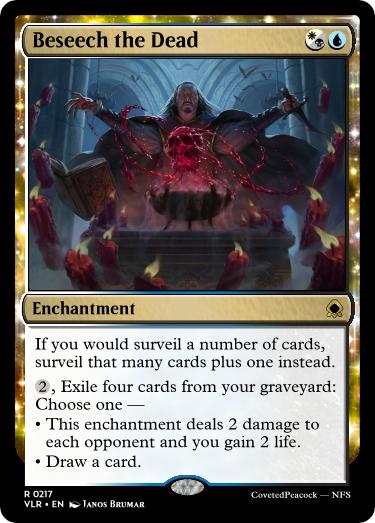 Beseech the Dead
Enchantment
If you would surveil a number of cards,
surveil that many cards plus one instead.
2, Exile four cards from your graveyard:
Choose one —
• This enchantment deals 2 damage to
each opponent and you gain 2 life.
• Draw a card.
R 0217
VLR • EN Janos Brumar
CovetedPeacock — NFS